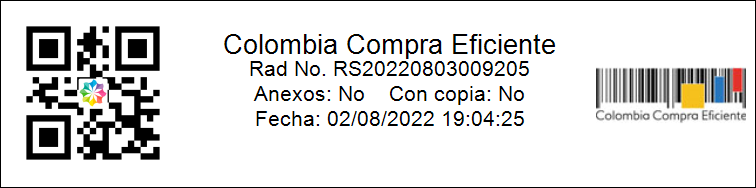 Colombia Compra Eficiente
Rad No. RS20220803009205
Anexos: No    Con copia: No
Fecha: 02/08/2022 19:04:25
Colombia Compra Eficiente